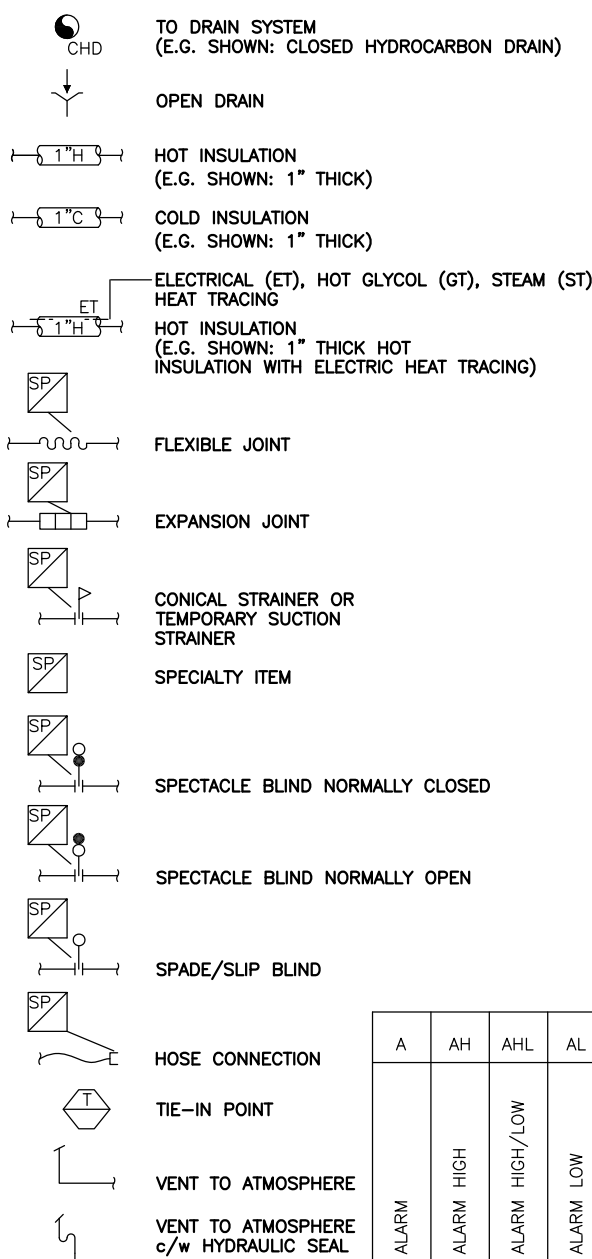 TO DRAIN SYSTEM
CHD
(E.G. SHOWN: CLOSED HYDROCARBON DRAIN)
OPEN DRAIN
1"H
HOT INSULATION
(E.G. SHOWN: 1" THICK)
1"C
COLD INSULATION
(E.G. SHOWN: 1" THICK)
ELECTRICAL (ET), HOT GLYCOL (GT), STEAM (ST)
HEAT TRACING
ET
1"H
HOT INSULATION
(E.G. SHOWN: 1" THICK HOT
INSULATION WITH ELECTRIC HEAT TRACING)
SP
FLEXIBLE JOINT
SP
EXPANSION JOINT
SP
CONICAL STRAINER OR
TEMPORARY SUCTION
STRAINER
SP
SPECIALTY ITEM
SP
SPECTACLE BLIND NORMALLY CLOSED
SP
SPECTACLE BLIND NORMALLY OPEN
SP
SPADE/SLIP BLIND
SP
HOSE CONNECTION
T
TIE-IN POINT
VENT TO ATMOSPHERE
VENT TO ATMOSPHERE
c/w HYDRAULIC SEAL
A AH AHL AL
ALARM
ALARM HIGH
ALARM HIGH/LOW
ALARM LOW